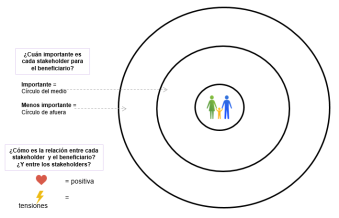 ¿Cuán importante es
cada stakeholder para
el beneficiario?
Importante =
Círculo del medio
Menos importante =
Círculo de afuera
¿Cómo es la relación entre cada
stakeholder y el beneficiario?
¿Y entre los stakeholders?
= positiva
=
tensiones